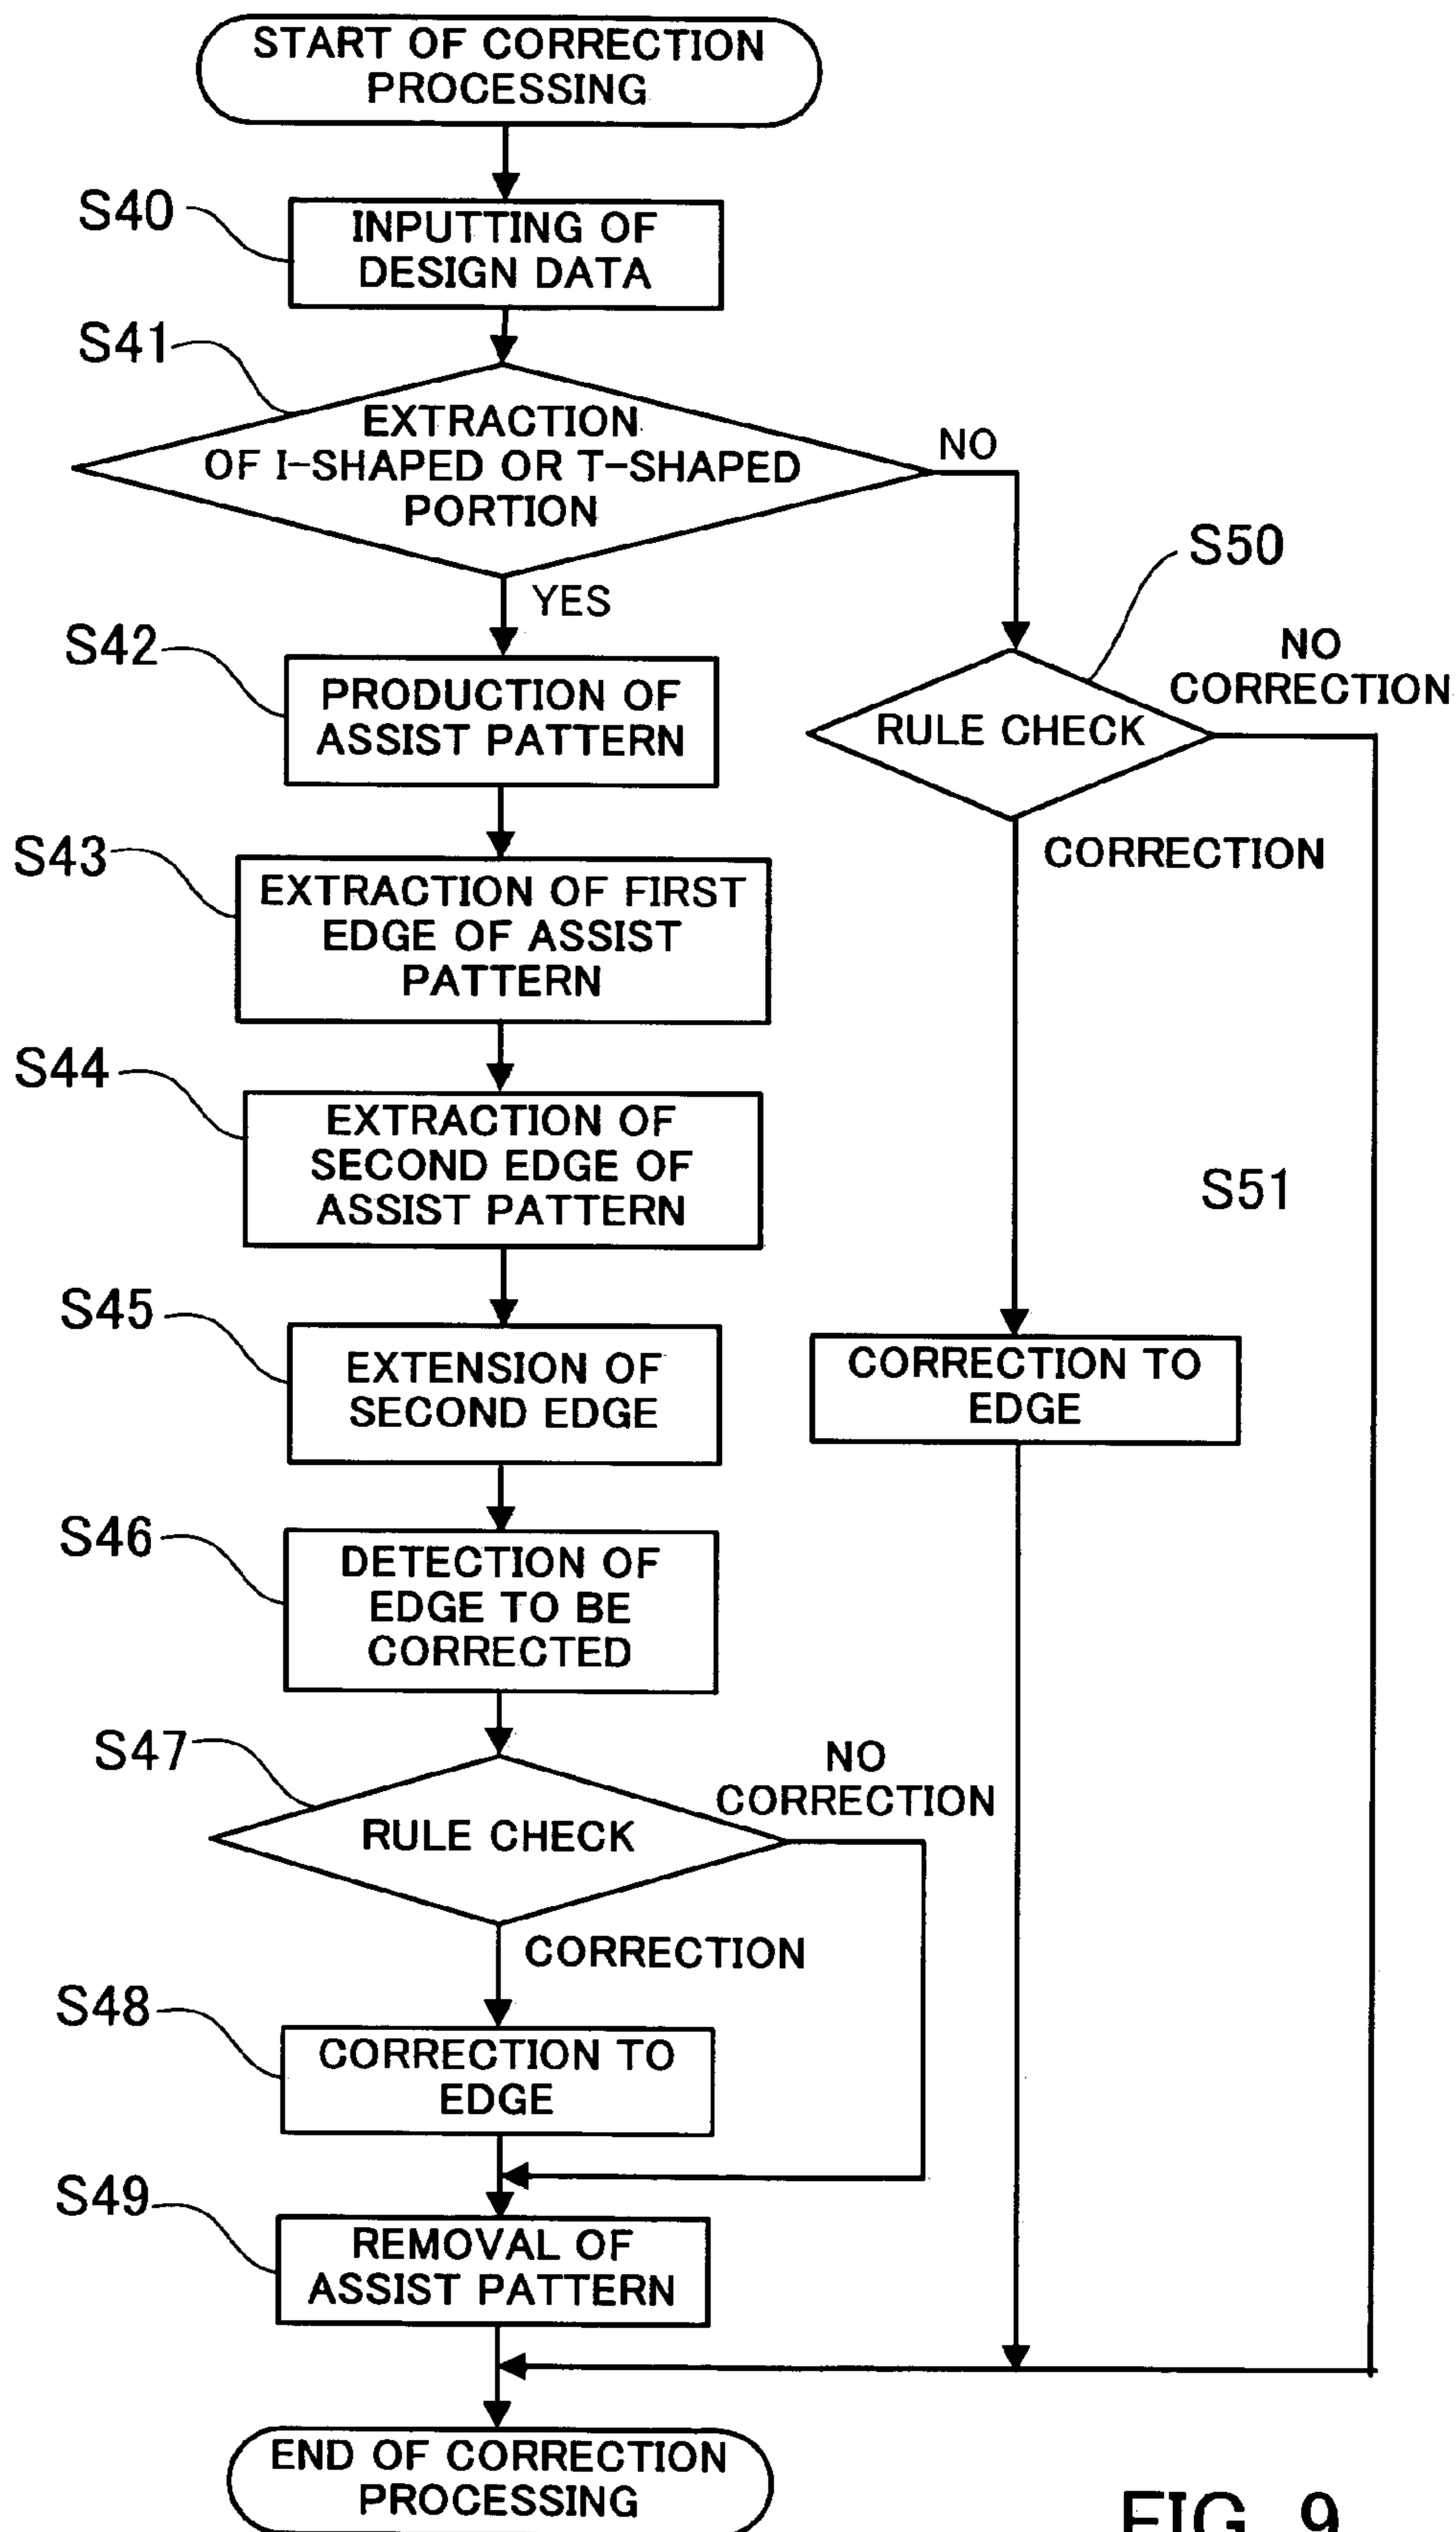 START OF CORRECTION
PROCESSING
S40
INPUTTING OF
DESIGN DATA
S41
EXTRACTION
OF I-SHAPED OR T-SHAPED
PORTION
NO
YES
S50
NO
CORRECTION
RULE CHECK
CORRECTION
S42
PRODUCTION OF
ASSIST PATTERN
S43
EXTRACTION OF FIRST
EDGE OF ASSIST
PATTERN
S44
EXTRACTION OF
SECOND EDGE OF
ASSIST PATTERN
S51
CORRECTION TO
EDGE
S45
EXTENSION OF
SECOND EDGE
S46
DETECTION OF
EDGE TO BE
CORRECTED
S47
RULE CHECK
NO
CORRECTION
CORRECTION
S48
CORRECTION TO
EDGE
S49
REMOVAL OF
ASSIST PATTERN
END OF CORRECTION
PROCESSING
FIG. 9